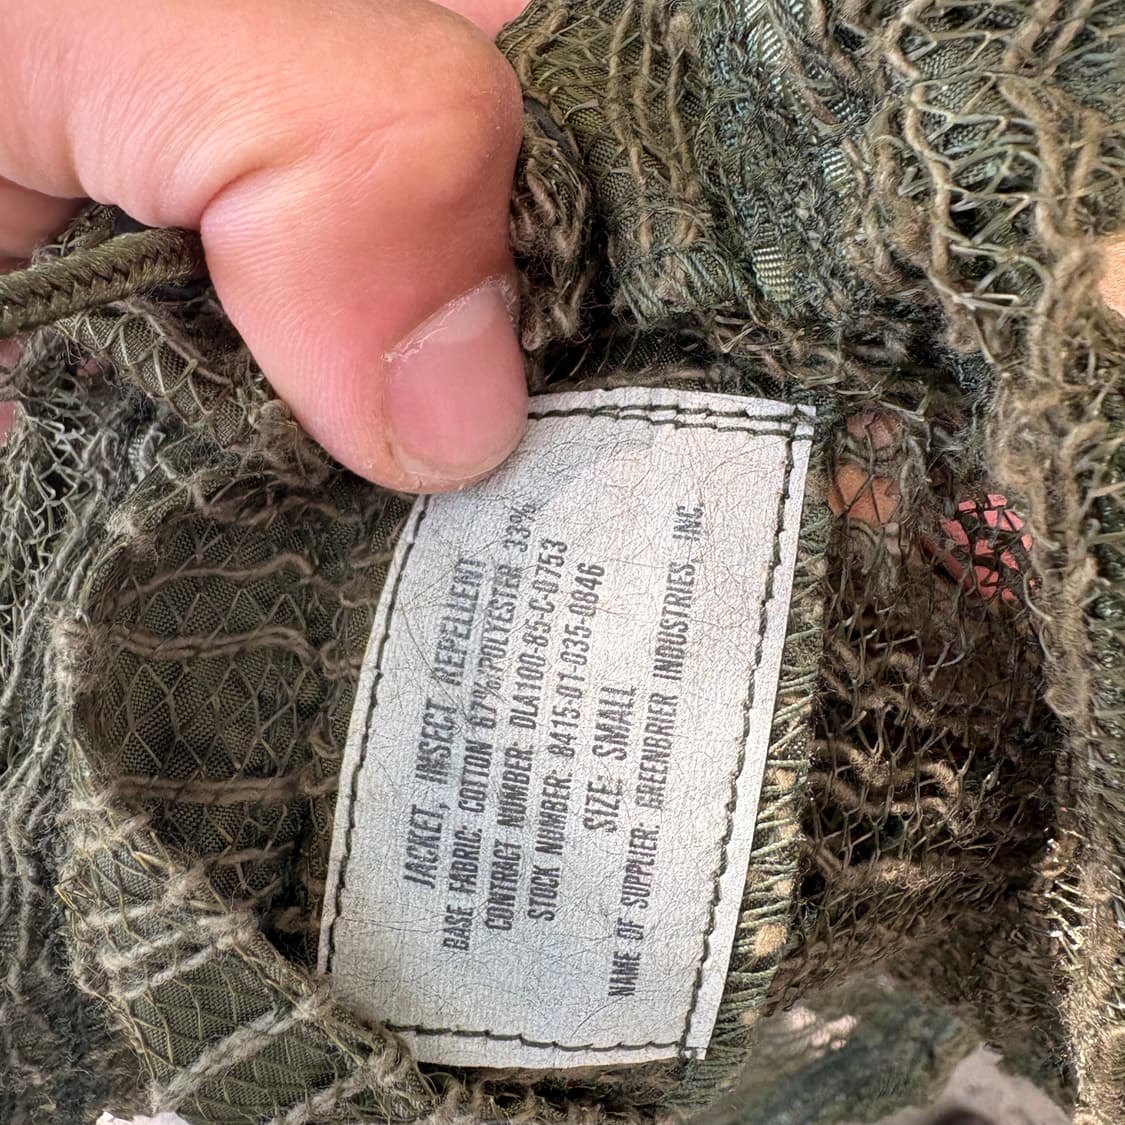 JACKET, INSECT REPELLENT
BASE FABRIC: COTTON 67% POLYESTER 33%
CONTRACT NUMBER DLA100-85-C-0753
STOCK NUMBER 8415-01-035-0846
SIZE: SMALL
NAME OF SUPPLIER: GREENBRIER INDUSTRIES, INC.